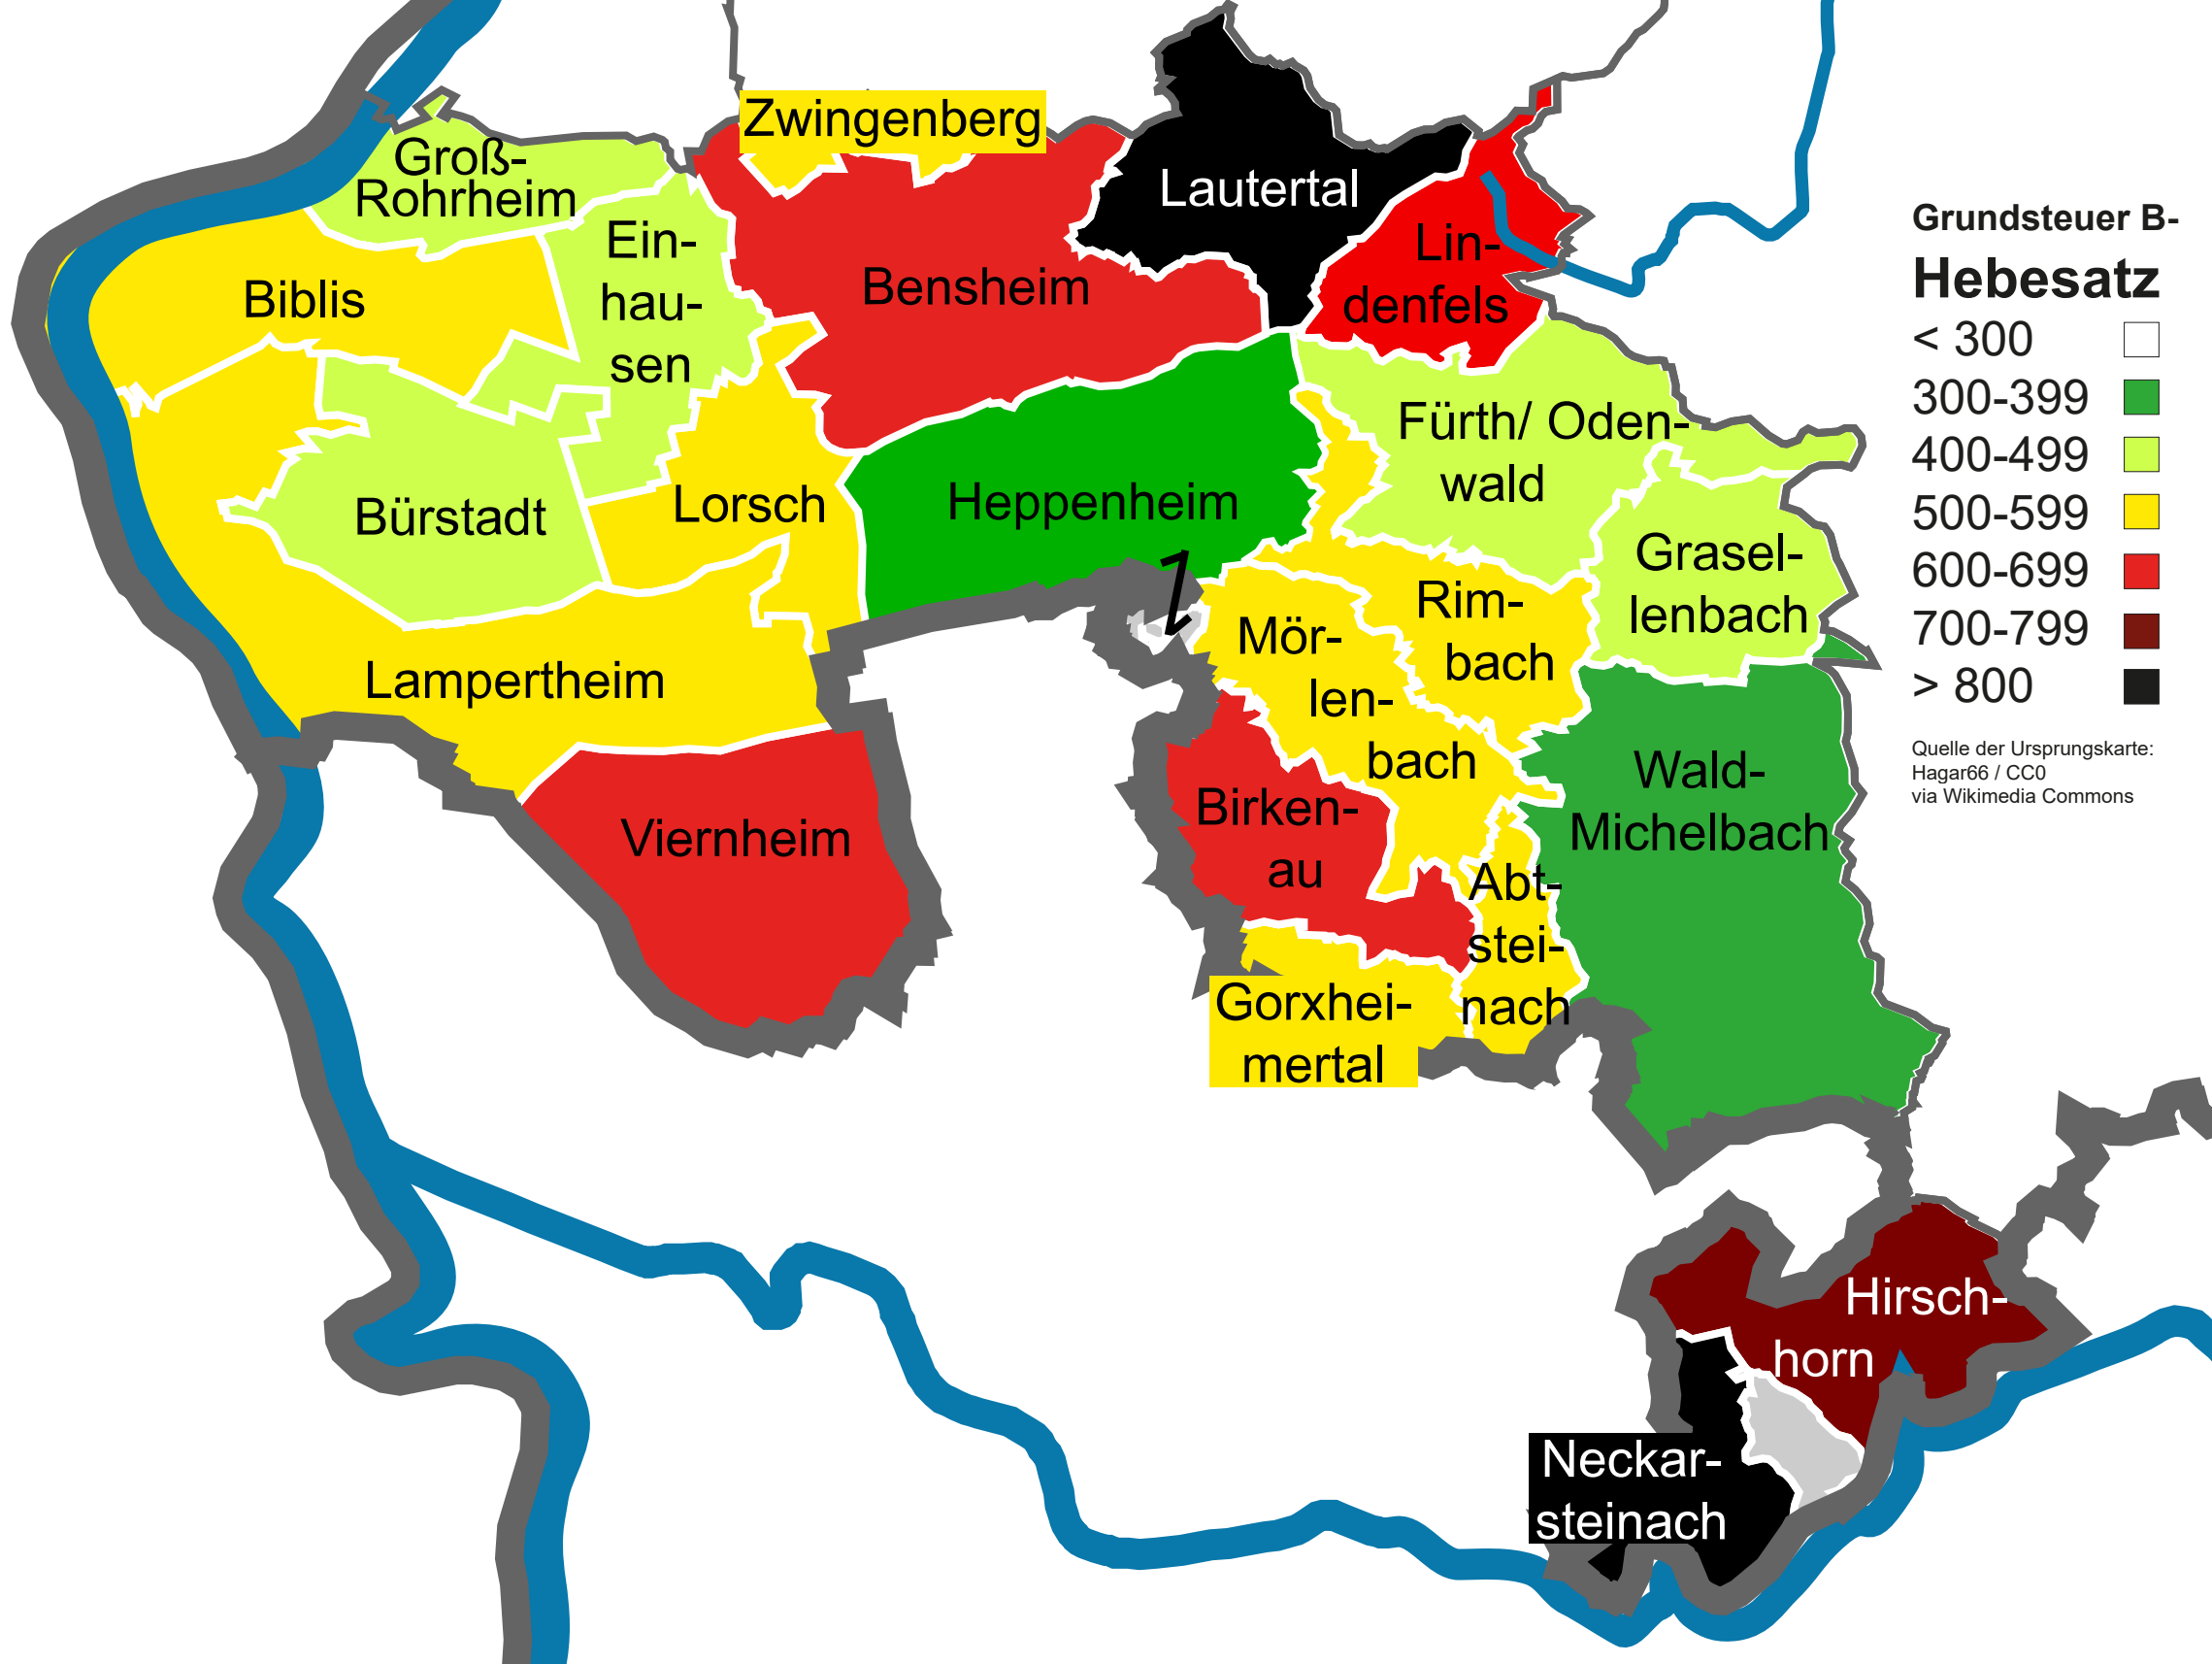 Zwingenberg
Groß-
Rohrheim
Lautertal
Ein-
hau-
sen
Lin-
denfels
Biblis
Bensheim
Fürth/ Oden-
wald
Bürstadt
Lorsch
Heppenheim
Grasel-
lenbach
Rim-
bach
Mör-
len-
bach
Lampertheim
Wald-
Michelbach
Viernheim
Birken-
au
Abt-
stei-
nach
Gorxhei-
mertal
Hirsch-
horn
Neckar-
steinach
Grundsteuer B-
Hebesatz
< 300
300-399
400-499
500-599
600-699
700-799
> 800
Quelle der Ursprungskarte:
Hagar66 / CC0
via Wikimedia Commons